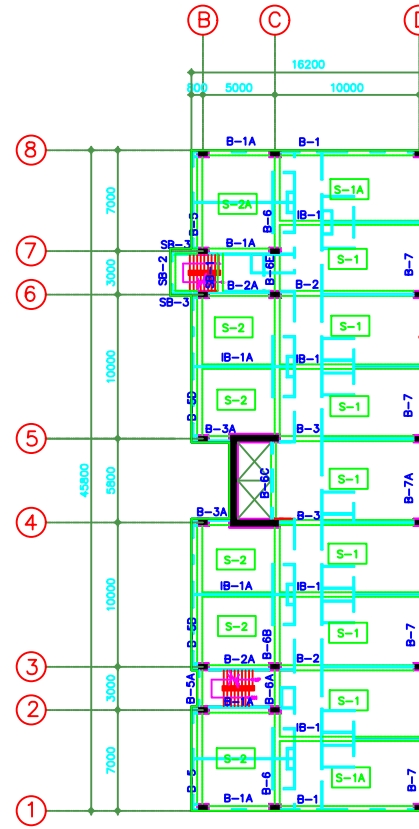 B
C
D
16200
800
5000
10000
B-1A
B-1
8
S-1A
S-2A
7000
B-5
B-6
IB-1
SB-3
B-1A
7
S-1
SB-2
B-6E
B-7
3000
B-2A
B-2
6
SB-3
S-2
S-1
10000
IB-1A
IB-1
S-2
S-1
B-7
B-3A
B-3
5
B-6C
S-1
B-7A
45800
5800
B-3A
B-3
4
S-2
S-1
10000
IB-1A
IB-1
S-2
S-1
B-6B
B-7
B-2A
B-2
3
B-5A
B-6A
S-1
3000
B-1A
2
IB-1
7000
S-2
S-1A
B-5
B-6
B-7
B-1A
B-1
1